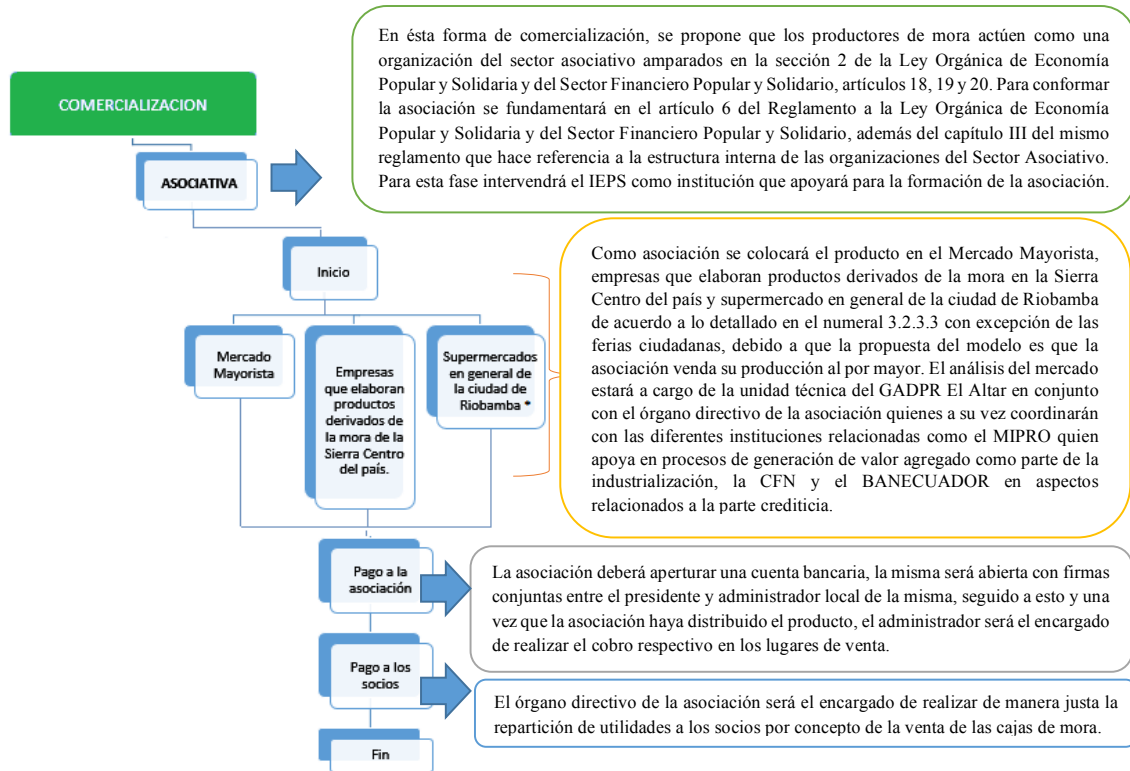 En ésta forma de comercialización, se propone que los productores de mora actúen como una
organización del sector asociativo amparados en la sección 2 de la Ley Orgánica de Economía
Popular y Solidaria y del Sector Financiero Popular y Solidario, artículos 18, 19 y 20. Para conformar
la asociación se fundamentará en el artículo 6 del Reglamento a la Ley Orgánica de Economía
Popular y Solidaria y del Sector Financiero Popular y Solidario, además del capítulo III del mismo
reglamento que hace referencia a la estructura interna de las organizaciones del Sector Asociativo.
Para esta fase intervendrá el IEPS como institución que apoyará para la formación de la asociación.
COMERCIALIZACION
ASOCIATIVA
Inicio
Como asociación se colocará el producto en el Mercado Mayorista,
empresas que elaboran productos derivados de la mora en la Sierra
Centro del país y supermercado en general de la ciudad de Riobamba
de acuerdo a lo detallado en el numeral 3.2.3.3 con excepción de las
ferias ciudadanas, debido a que la propuesta del modelo es que la
asociación venda su producción al por mayor. El análisis del mercado
estará a cargo de la unidad técnica del GADPR El Altar en conjunto
con el órgano directivo de la asociación quienes a su vez coordinarán
con las diferentes instituciones relacionadas como el MIPRO quien
apoya en procesos de generación de valor agregado como parte de la
industrialización, la CFN y el BANECUADOR en aspectos
relacionados a la parte crediticia.
Mercado
Mayorista
Empresas
que elaboran
productos
derivados de
la mora de la
Sierra Centro
del país.
Supermercados
en general de
la ciudad de
Riobamba *
Pago a la
asociación
La asociación deberá aperturar una cuenta bancaria, la misma será abierta con firmas
conjuntas entre el presidente y administrador local de la misma, seguido a esto y una
vez que la asociación haya distribuido el producto, el administrador será el encargado
de realizar el cobro respectivo en los lugares de venta.
Pago a los
socios
El órgano directivo de la asociación será el encargado de realizar de manera justa la
repartición de utilidades a los socios por concepto de la venta de las cajas de mora.
Fin